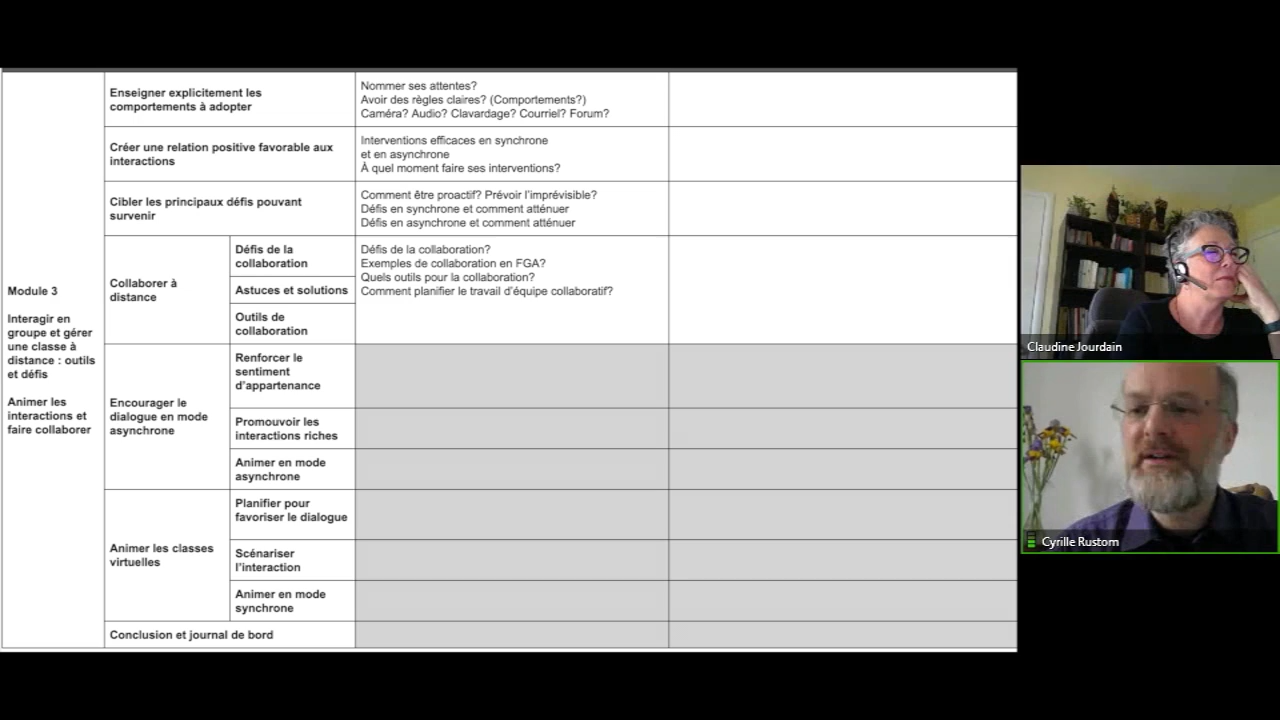 Enseigner explicitement les
comportements à adopter
Nommer ses attentes?
Avoir des règles claires? (Comportements?)
Caméra? Audio? Clavardage? Courriel? Forum?
Créer une relation positive favorable aux
interactions
Interventions efficaces en synchrone
et en asynchrone
À quel moment faire ses interventions?
Cibler les principaux défis pouvant
survenir
Comment être proactif? Prévoir l'imprévisible?
Défis en synchrone et comment atténuer
Défis en asynchrone et comment atténuer
Module 3
Interagir en
groupe et gérer
une classe à
distance : outils
et défis
Animer les
interactions et
faire collaborer
Collaborer à
distance
Défis de la
collaboration
Astuces et solutions
Outils de
collaboration
Défis de la collaboration?
Exemples de collaboration en FGA?
Quels outils pour la collaboration?
Comment planifier le travail d'équipe collaboratif?
Encourager le
dialogue en mode
asynchrone
Renforcer le
sentiment
d'appartenance
Promouvoir les
interactions riches
Animer en mode
asynchrone
Animer les classes
virtuelles
Planifier pour
favoriser le dialogue
Scénariser
l'interaction
Animer en mode
synchrone
Conclusion et journal de bord
Claudine Jourdain
Cyrille Rustom